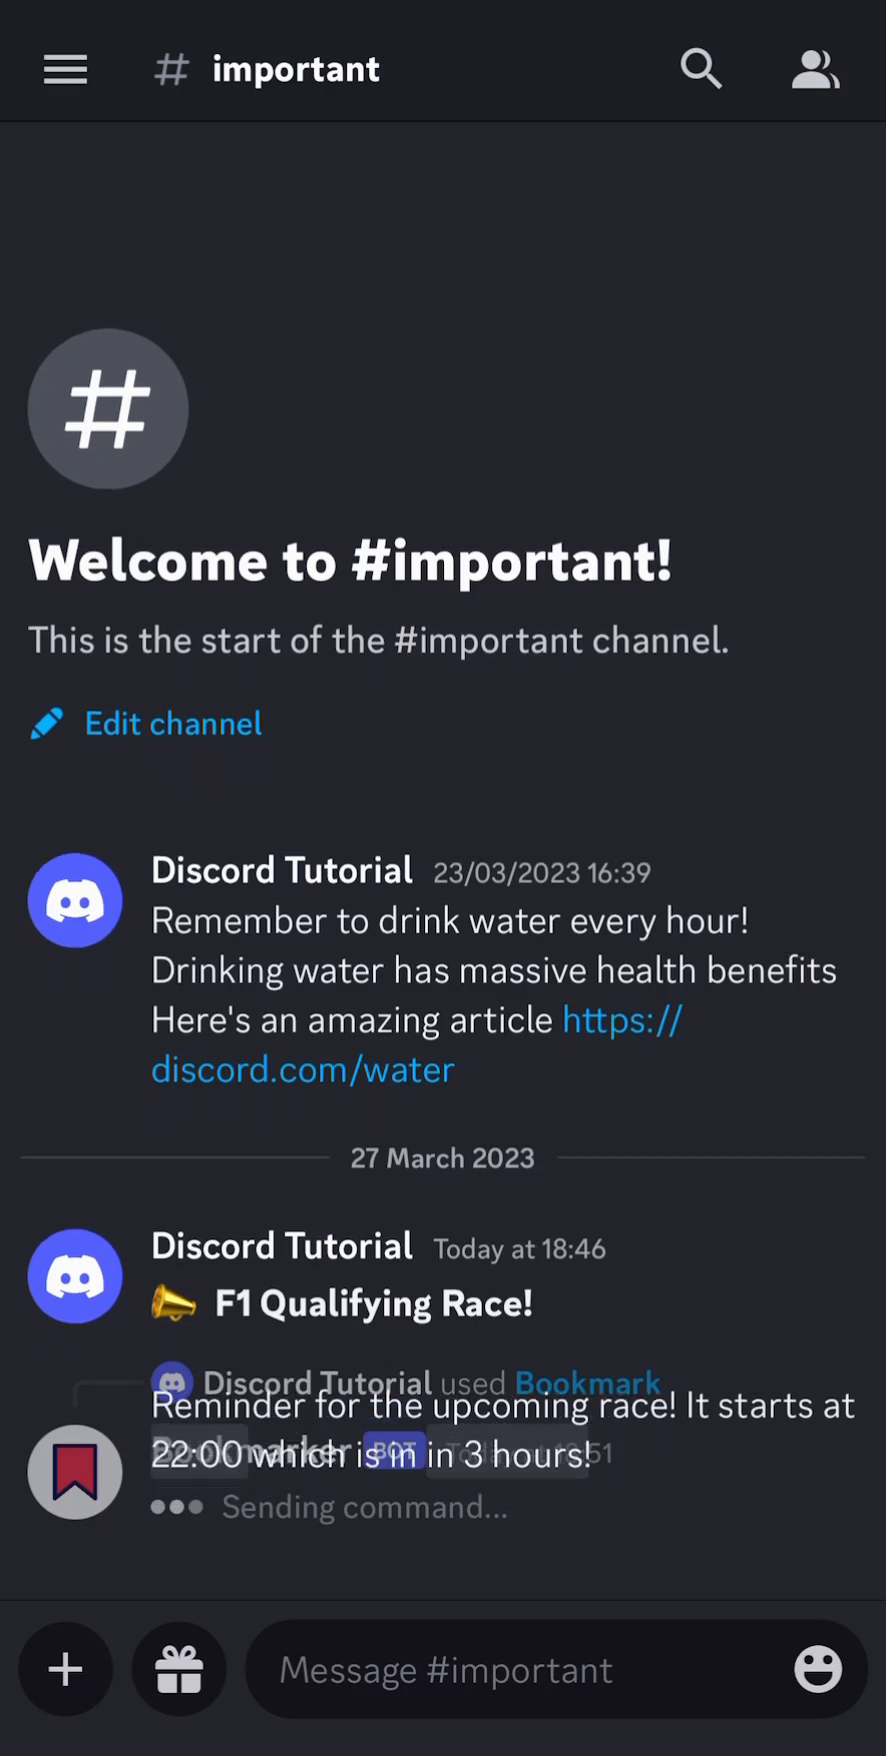 # important
#
Welcome to #important!
This is the start of the #important channel.
Edit channel
Discord Tutorial 23/03/2023 16:39
Remember to drink water every hour!
Drinking water has massive health benefits
Here's an amazing article https://
discord.com/water
27 March 2023
Discord Tutorial Today at 18:46
F1 Qualifying Race!
Discord Tutorial used Bookmark
Reminder for the upcoming race! It starts at
Bookmarker BOT Today at 18:51
22:00 which is in in 3 hours!
Sending command...
Message #important